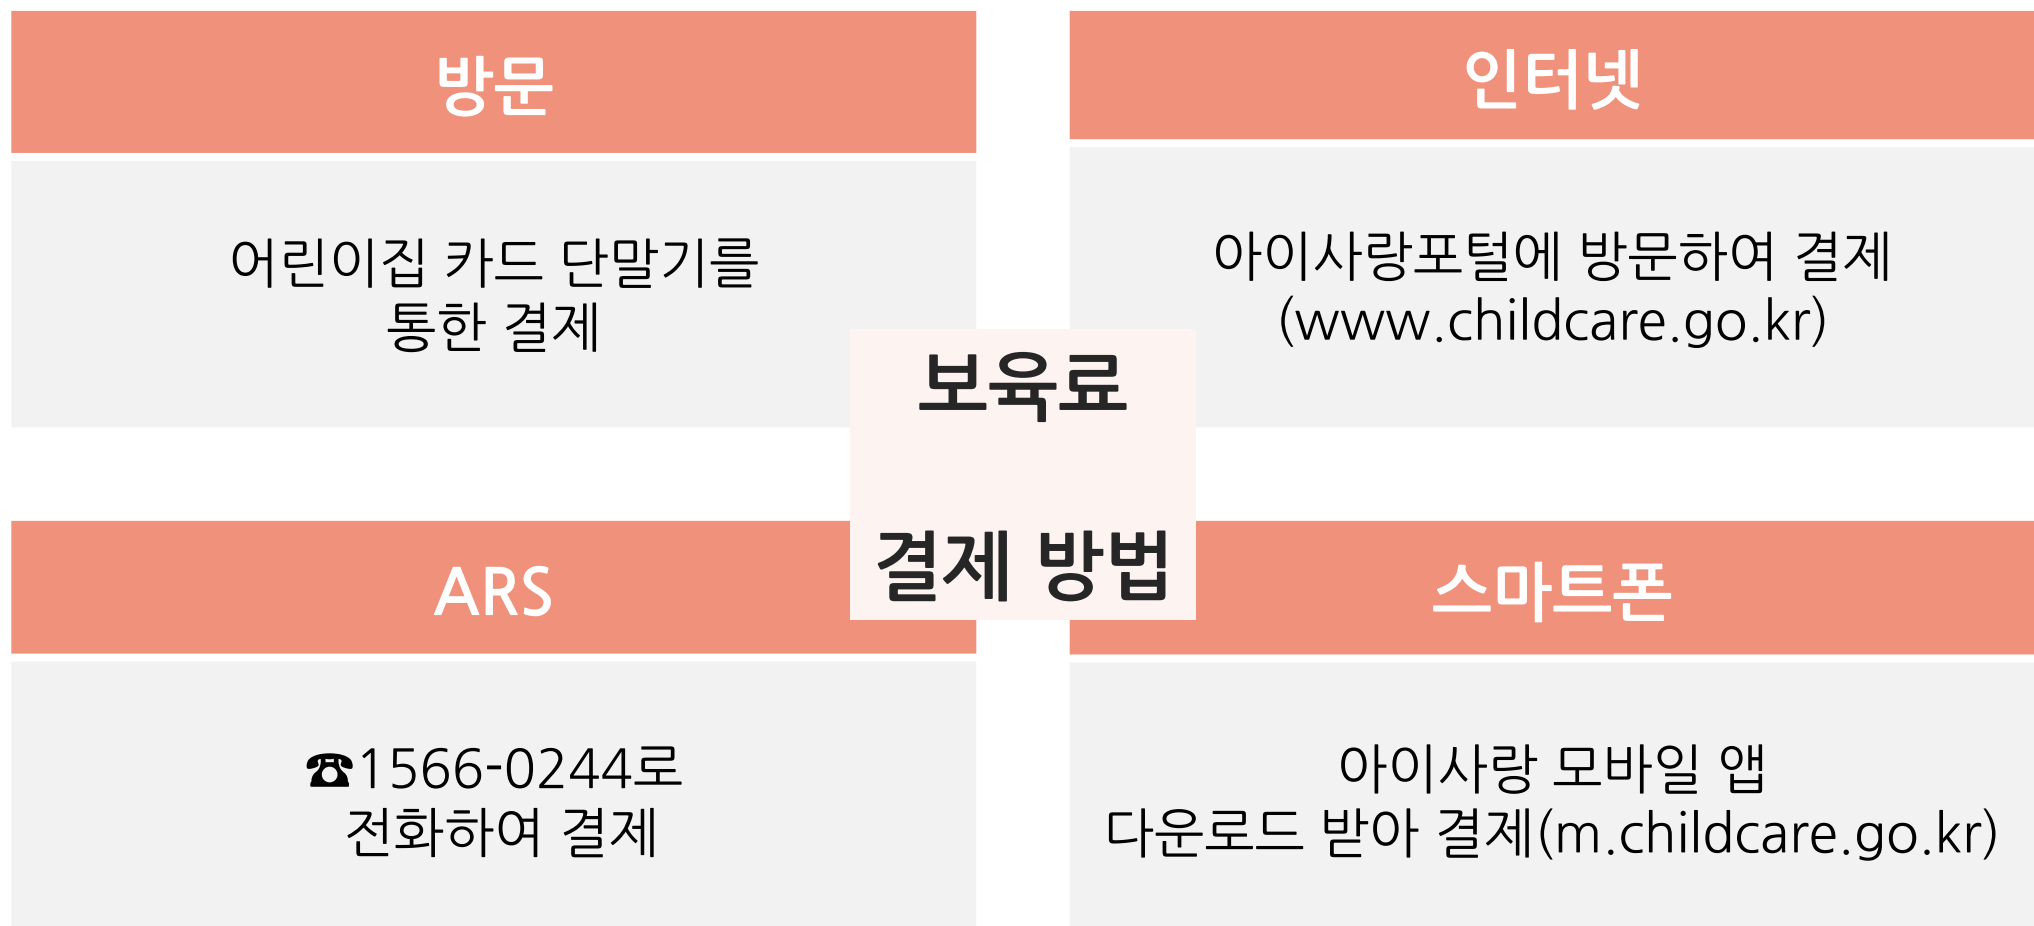 방문
어린이집 카드 단말기를
통한 결제
인터넷
아이사랑포털에 방문하여 결제
(www.childcare.go.kr)
보육료
결제 방법
ARS
☎1566-0244로
전화하여 결제
스마트폰
아이사랑 모바일 앱
다운로드 받아 결제(m.childcare.go.kr)